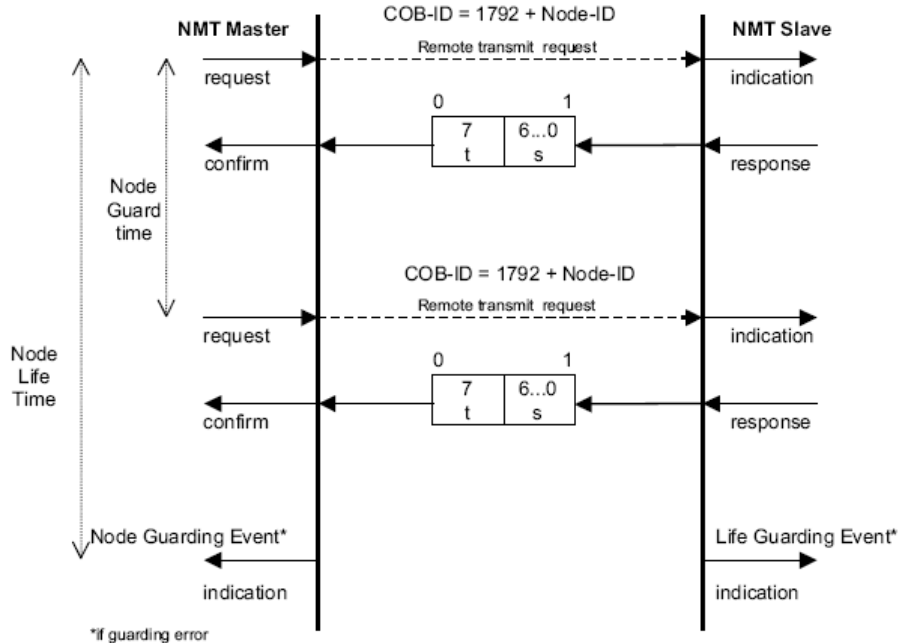 COB-ID = 1792 + Node-ID
NMT Master
NMT Slave
Remote transmit request
request
indication
0 1
7 6...0
t s
confirm
response
Node
Guard
time
COB-ID = 1792 + Node-ID
Remote transmit request
request
indication
Node
Life
Time
0 1
7 6...0
t s
confirm
response
Node Guarding Event*
Life Guarding Event*
indication
indication
*if guarding error